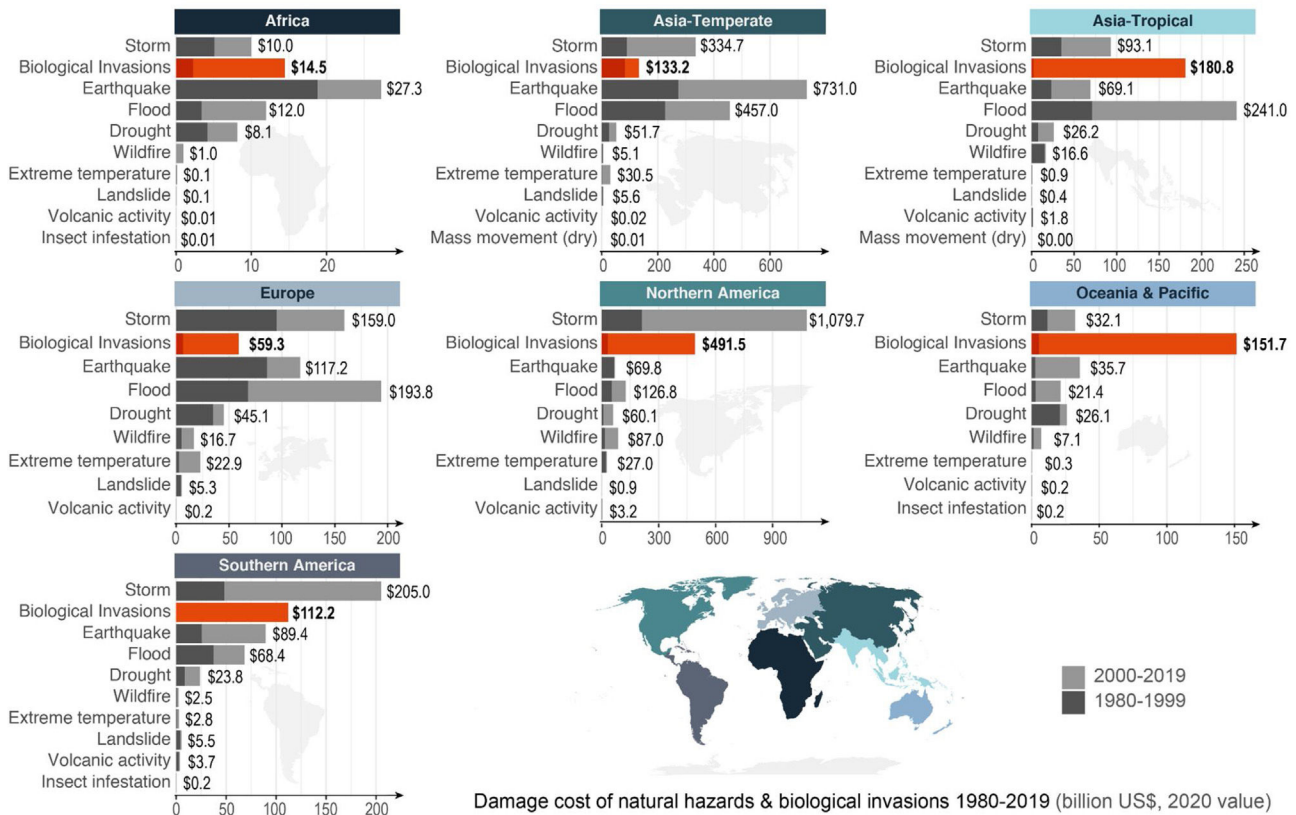 Africa
Storm $10.0
Biological Invasions $14.5
Earthquake $27.3
Flood $12.0
Drought $8.1
Wildfire $1.0
Extreme temperature $0.1
Landslide $0.1
Volcanic activity $0.01
Insect infestation $0.01
0 10 20
Asia-Temperate
Storm $334.7
Biological Invasions $133.2
Earthquake $731.0
Flood $457.0
Drought $51.7
Wildfire $5.1
Extreme temperature $30.5
Landslide $5.6
Volcanic activity $0.02
Mass movement (dry) $0.01
0 200 400 600
Asia-Tropical
Storm $93.1
Biological Invasions $180.8
Earthquake $69.1
Flood $241.0
Drought $26.2
Wildfire $16.6
Extreme temperature $0.9
Landslide $0.4
Volcanic activity $1.8
Mass movement (dry) $0.00
0 50 100 150 200 250
Europe
Storm $159.0
Biological Invasions $59.3
Earthquake $117.2
Flood $193.8
Drought $45.1
Wildfire $16.7
Extreme temperature $22.9
Landslide $5.3
Volcanic activity $0.2
0 50 100 150 200
Northern America
Storm $1,079.7
Biological Invasions $491.5
Earthquake $69.8
Flood $126.8
Drought $60.1
Wildfire $87.0
Extreme temperature $27.0
Landslide $0.9
Volcanic activity $3.2
0 300 600 900
Oceania & Pacific
Storm $32.1
Biological Invasions $151.7
Earthquake $35.7
Flood $21.4
Drought $26.1
Wildfire $7.1
Extreme temperature $0.3
Volcanic activity $0.2
Insect infestation $0.2
0 50 100 150
Southern America
Storm $205.0
Biological Invasions $112.2
Earthquake $89.4
Flood $68.4
Drought $23.8
Wildfire $2.5
Extreme temperature $2.8
Landslide $5.5
Volcanic activity $3.7
Insect infestation $0.2
0 50 100 150 200
2000-2019
1980-1999
Damage cost of natural hazards & biological invasions 1980-2019 (billion US$, 2020 value)